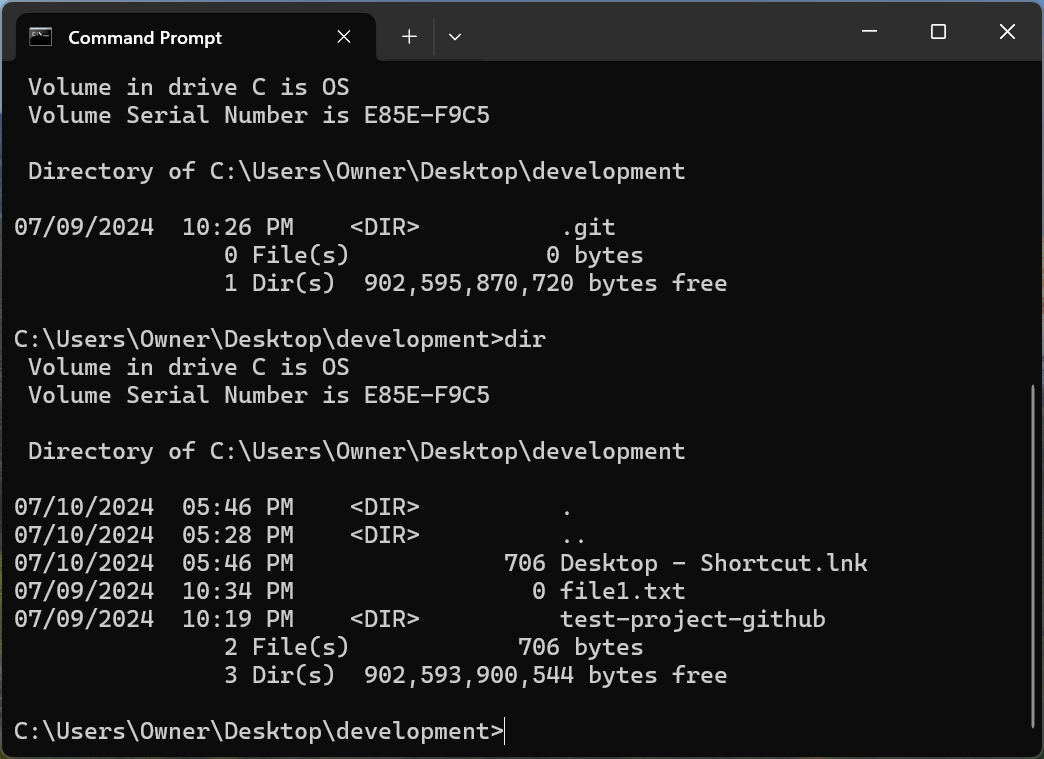 Command Prompt
Volume in drive C is OS
Volume Serial Number is E85E-F9C5
Directory of C:\Users\Owner\Desktop\development
07/09/2024  10:26 PM    <DIR>          .git
0 File(s)              0 bytes
1 Dir(s)  902,595,870,720 bytes free
C:\Users\Owner\Desktop\development>dir
Volume in drive C is OS
Volume Serial Number is E85E-F9C5
Directory of C:\Users\Owner\Desktop\development
07/10/2024  05:46 PM    <DIR>          .
07/10/2024  05:28 PM    <DIR>          ..
07/10/2024  05:46 PM               706 Desktop - Shortcut.lnk
07/09/2024  10:34 PM                 0 file1.txt
07/09/2024  10:19 PM    <DIR>          test-project-github
2 File(s)            706 bytes
3 Dir(s)  902,593,900,544 bytes free
C:\Users\Owner\Desktop\development>